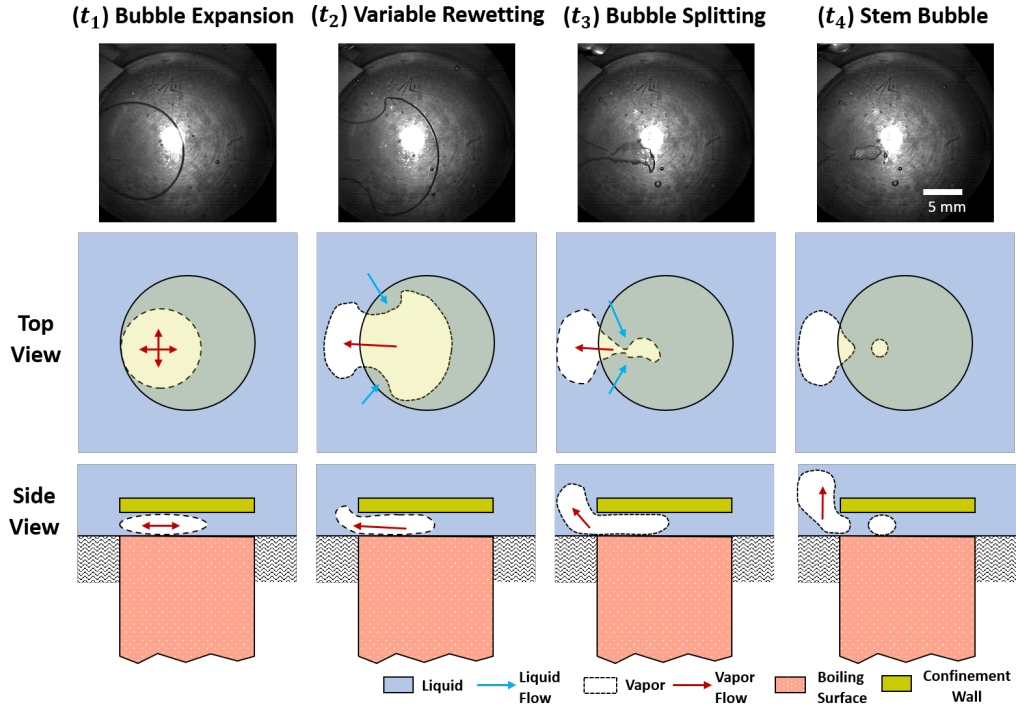 (t₁) Bubble Expansion
(t₂) Variable Rewetting
(t₃) Bubble Splitting
(t₄) Stem Bubble
5 mm
Top
View
Side
View
Liquid
Liquid
Flow
Vapor
Vapor
Flow
Boiling
Surface
Confinement
Wall